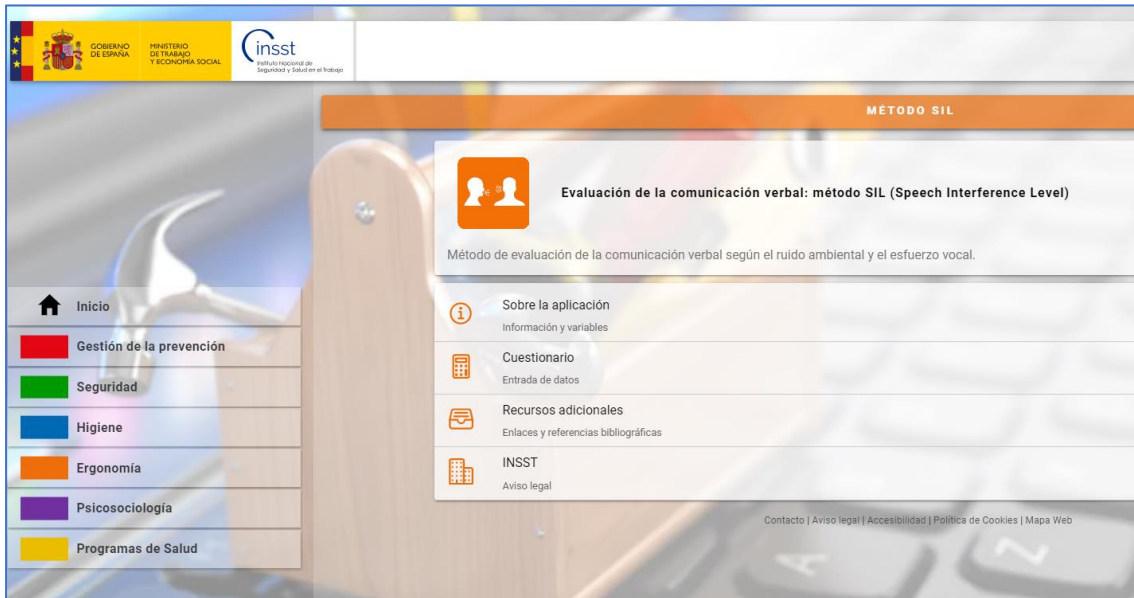 GOBIERNO
DE ESPAÑA
MINISTERIO
DE TRABAJO
Y ECONOMÍA SOCIAL
insst
Instituto Nacional de
Seguridad y Salud en el Trabajo
MÉTODO SIL
Evaluación de la comunicación verbal: método SIL (Speech Interference Level)
Método de evaluación de la comunicación verbal según el ruido ambiental y el esfuerzo vocal.
Inicio
Gestión de la prevención
Seguridad
Higiene
Ergonomía
Psicosociología
Programas de Salud
Sobre la aplicación
Información y variables
Cuestionario
Entrada de datos
Recursos adicionales
Enlaces y referencias bibliográficas
INSST
Aviso legal
Contacto | Aviso legal | Accesibilidad | Política de Cookies | Mapa Web
A
N